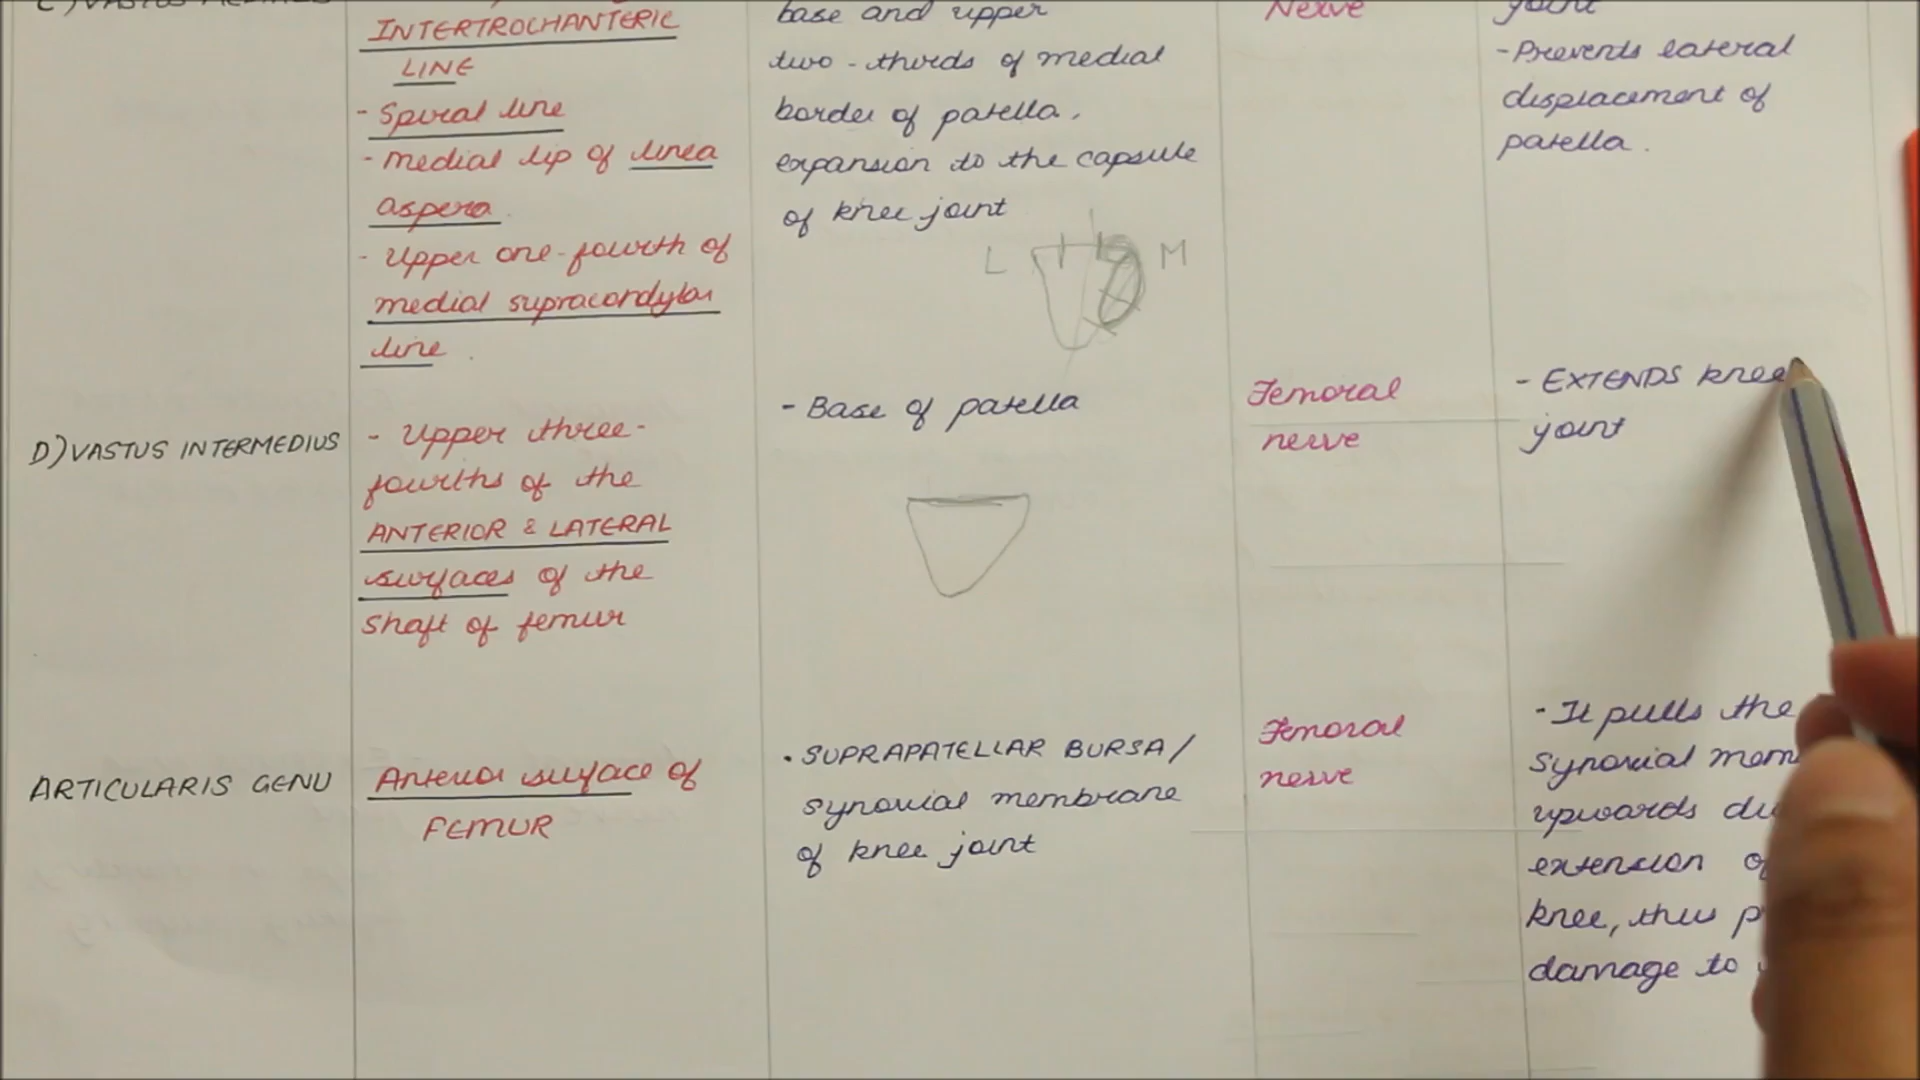 INTERTROCHANTERIC
LINE
- Spiral line
- medial lip of linea
aspera
- Upper one-fourth of
medial supracondylar
line.
base and upper
two-thirds of medial
border of patella.
expansion to the capsule
of knee joint
L M
Nerve
joint
- Prevents lateral
displacement of
patella.
D) VASTUS INTERMEDIUS
- Upper three-
fourths of the
ANTERIOR & LATERAL
surfaces of the
shaft of femur
- Base of patella
Femoral
nerve
- EXTENDS knee
joint
ARTICULARIS GENU
Anterior surface of
FEMUR
. SUPRAPATELLAR BURSA /
synovial membrane
of knee joint
Femoral
nerve
- It pulls the
synovial mem
upwards du
extension o
knee, thus p
damage to